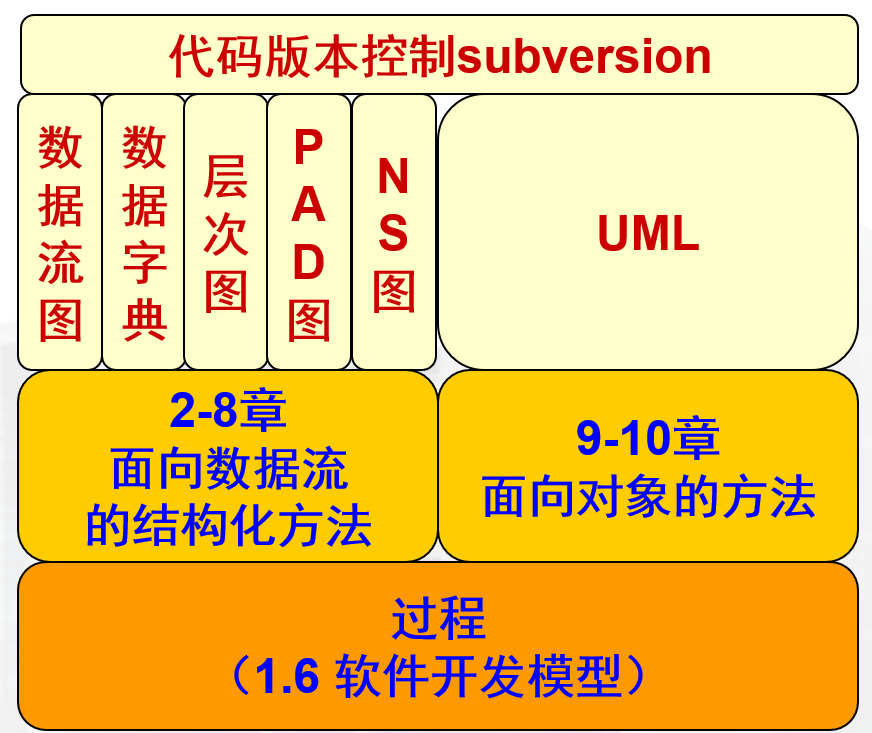 代码版本控制subversion
数据流图
数据字典
层次图
PAD图
NS图
UML
2-8章
面向数据流
的结构化方法
9-10章
面向对象的方法
过程
（1.6 软件开发模型）